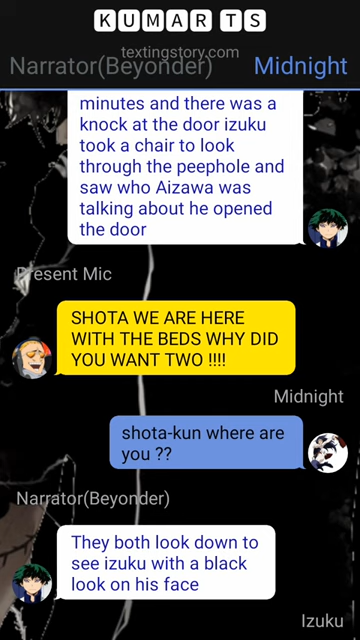 KUMAR TS
textingstory.com
Narrator(Beyonder) Midnight
minutes and there was a
knock at the door izuku
took a chair to look
through the peephole and
saw who Aizawa was
talking about he opened
the door
Present Mic
SHOTA WE ARE HERE
WITH THE BEDS WHY DID
YOU WANT TWO !!!!
Midnight
shota-kun where are
you ??
Narrator(Beyonder)
They both look down to
see izuku with a black
look on his face
Izuku